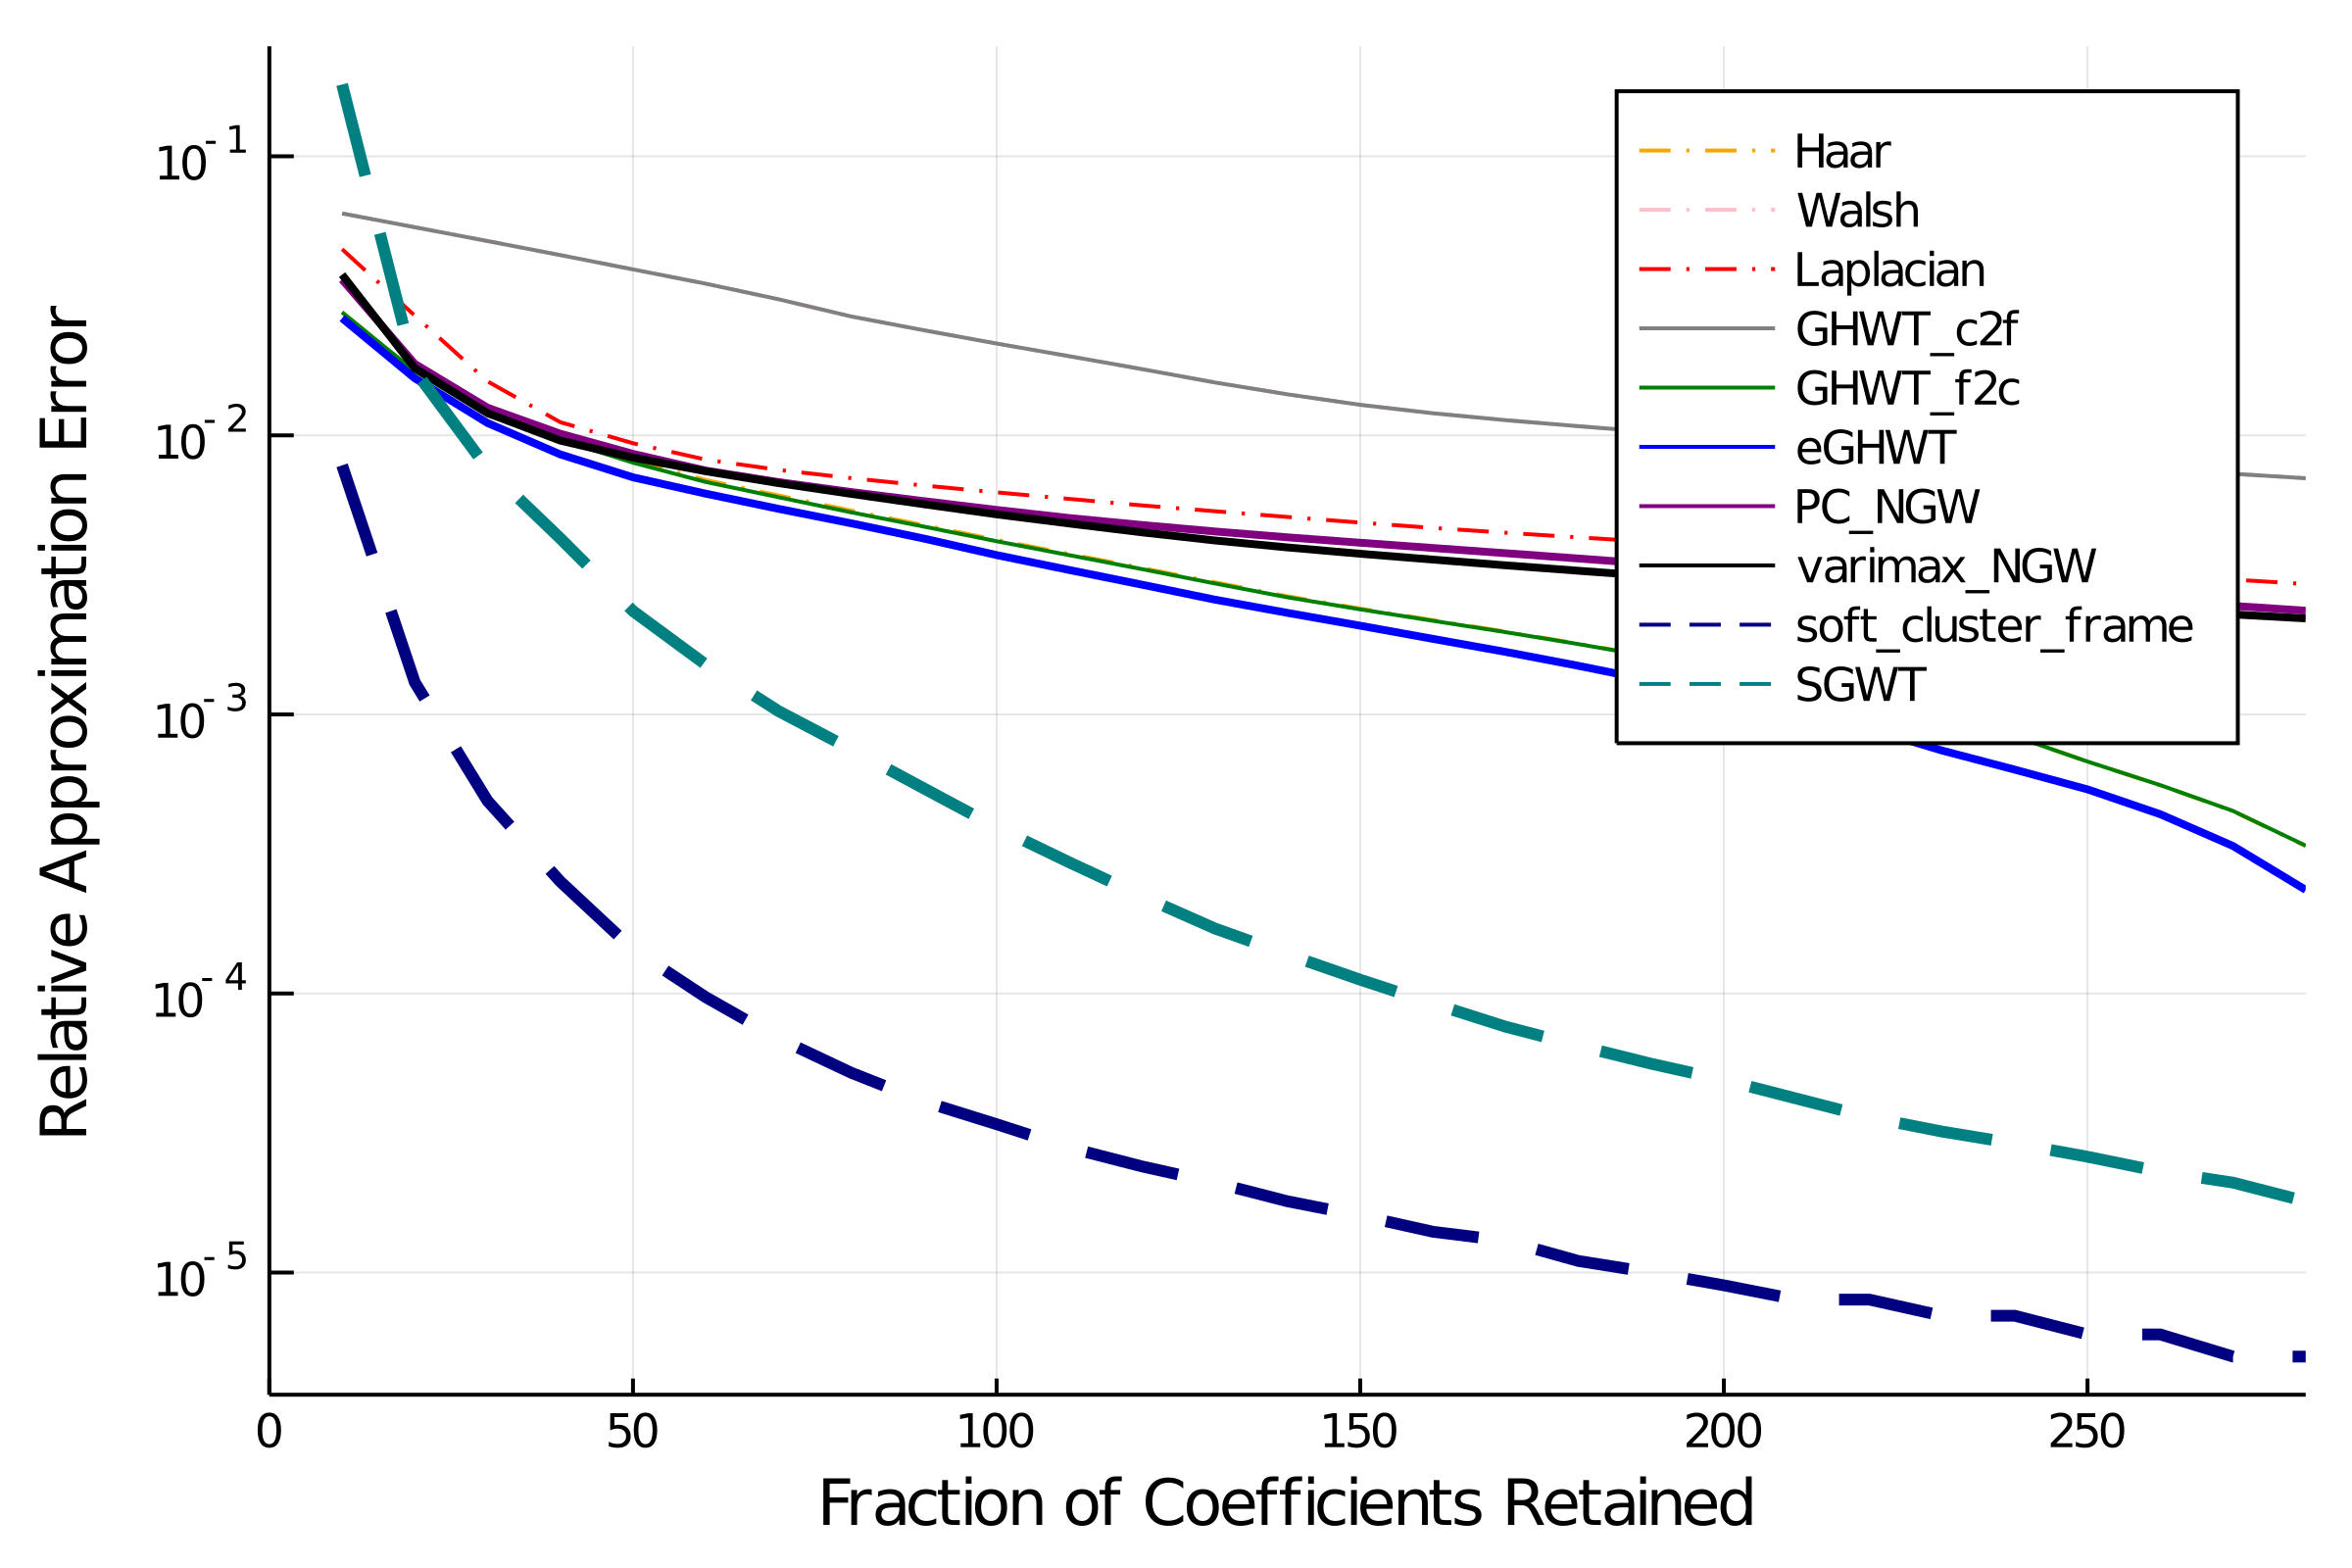 Relative Approximation Error
10^-1
10^-2
10^-3
10^-4
10^-5
Haar
Walsh
Laplacian
GHWT_c2f
GHWT_f2c
eGHWT
PC_NGW
varimax_NGW
soft_cluster_frame
SGWT
0 50 100 150 200 250
Fraction of Coefficients Retained